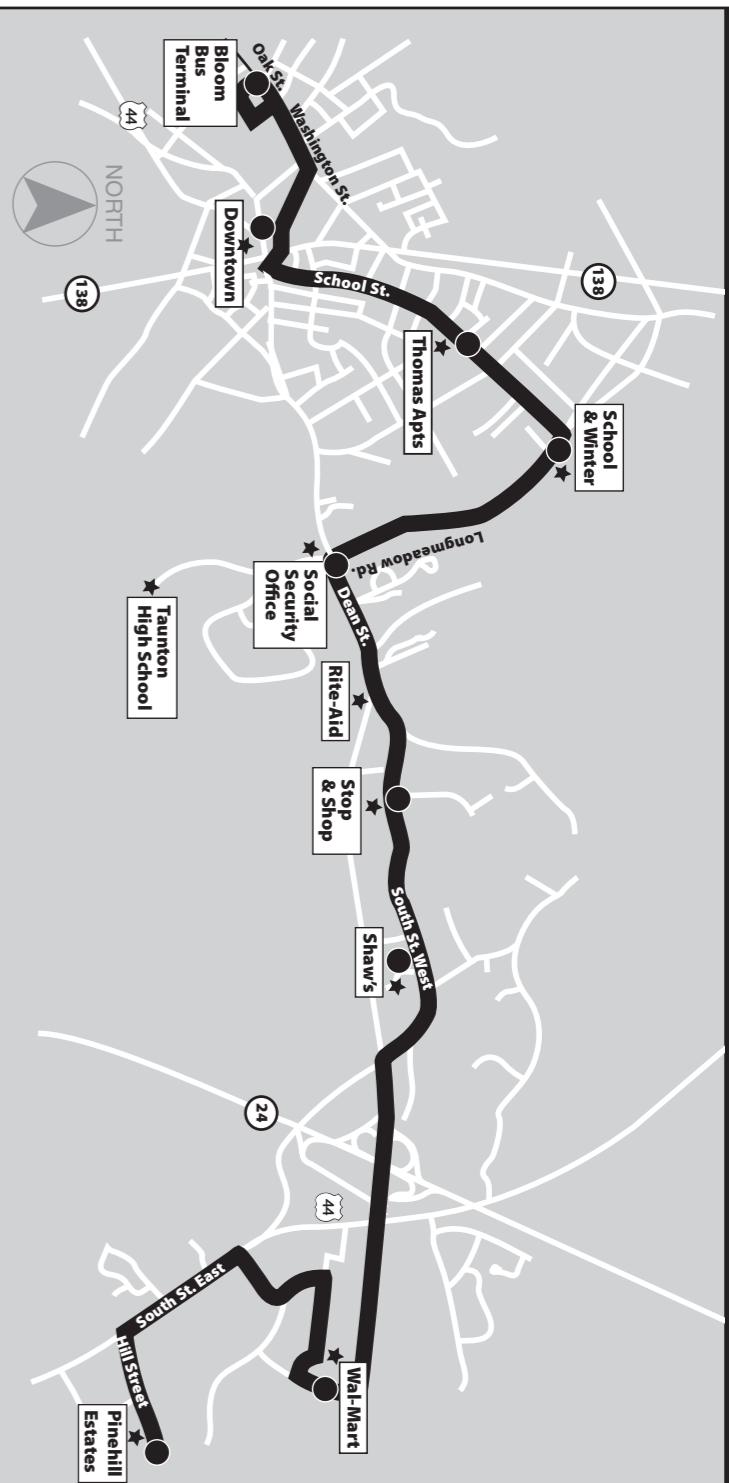 Bloom
Bus
Terminal
Oak St.
Washington St.
44
NORTH
Downtown
138
138
School St.
Thomas Apts
School
& Winter
Longmeadow Rd.
Social
Security
Office
Dean St.
Taunton
High School
Rite-Aid
Stop
& Shop
South St. West
Shaw's
24
44
South St. East
Hill Street
Wal-Mart
Pinehill
Estates